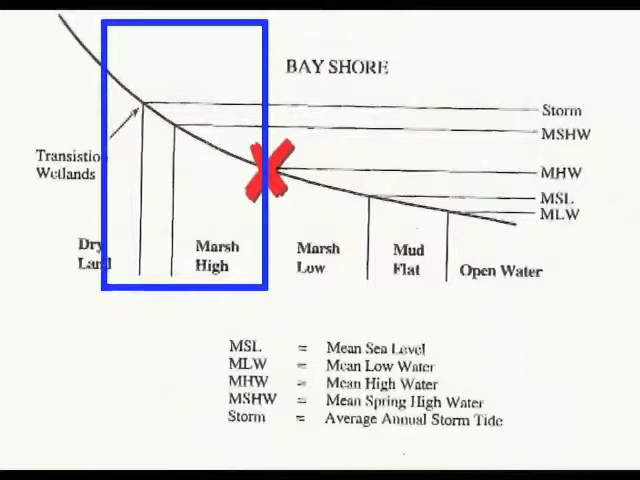 BAY SHORE
Storm
MSHW
Transistio
Wetlands
MHW
MSL
MLW
Dry
Land
Marsh
High
Marsh
Low
Mud
Flat
Open Water
MSL = Mean Sea Level
MLW = Mean Low Water
MHW = Mean High Water
MSHW = Mean Spring High Water
Storm = Average Annual Storm Tide